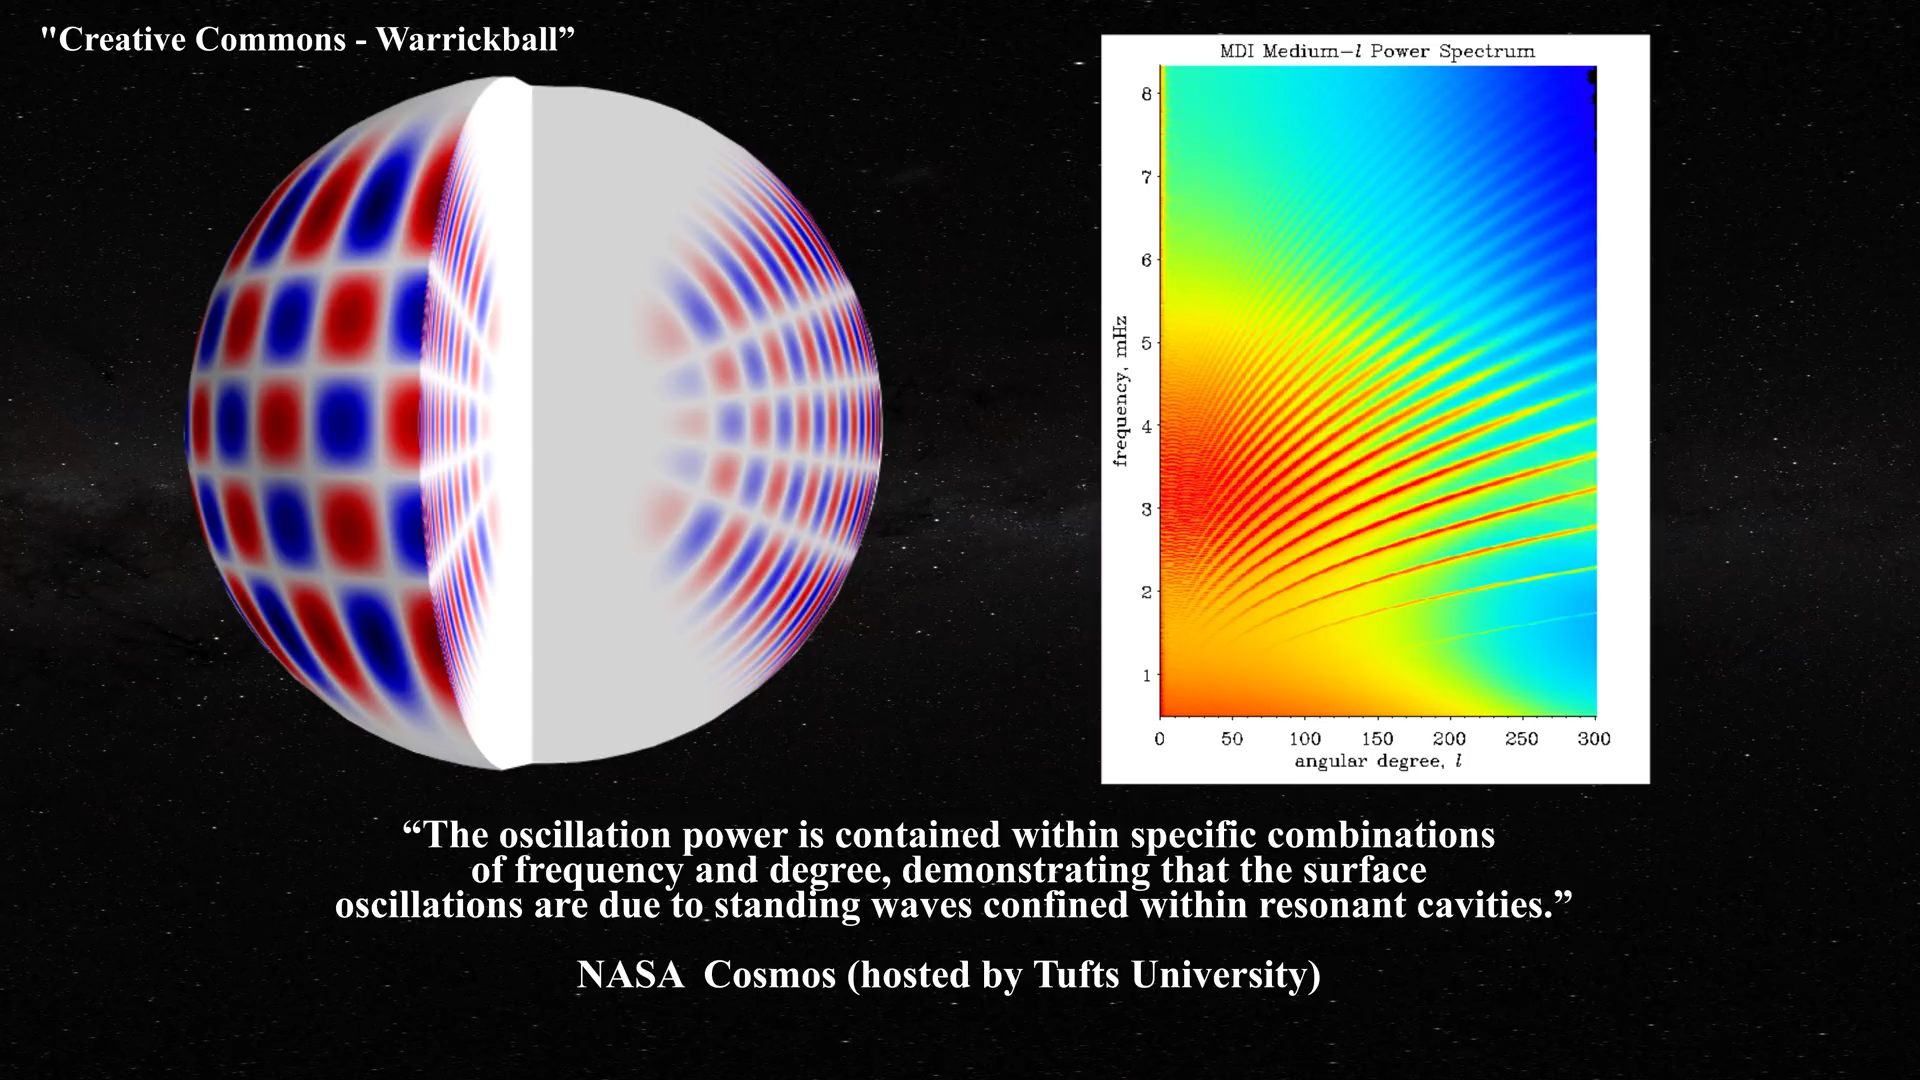 "Creative Commons - Warrickball”
MDI Medium-l Power Spectrum
8
7
6
5
4
3
2
1
frequency, mHz
0 50 100 150 200 250 300
angular degree, l
“The oscillation power is contained within specific combinations
of frequency and degree, demonstrating that the surface
oscillations are due to standing waves confined within resonant cavities.”
NASA Cosmos (hosted by Tufts University)